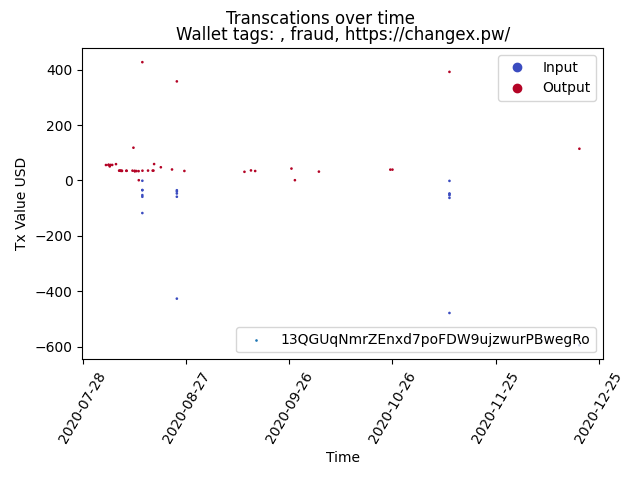 Transcations over time
Wallet tags: , fraud, https://changex.pw/
Input
Output
400
200
0
−200
−400
−600
Tx Value USD
13QGUqNmrZEnxd7poFDW9ujzwurPBwegRo
2020-07-28
2020-08-27
2020-09-26
2020-10-26
2020-11-25
2020-12-25
Time